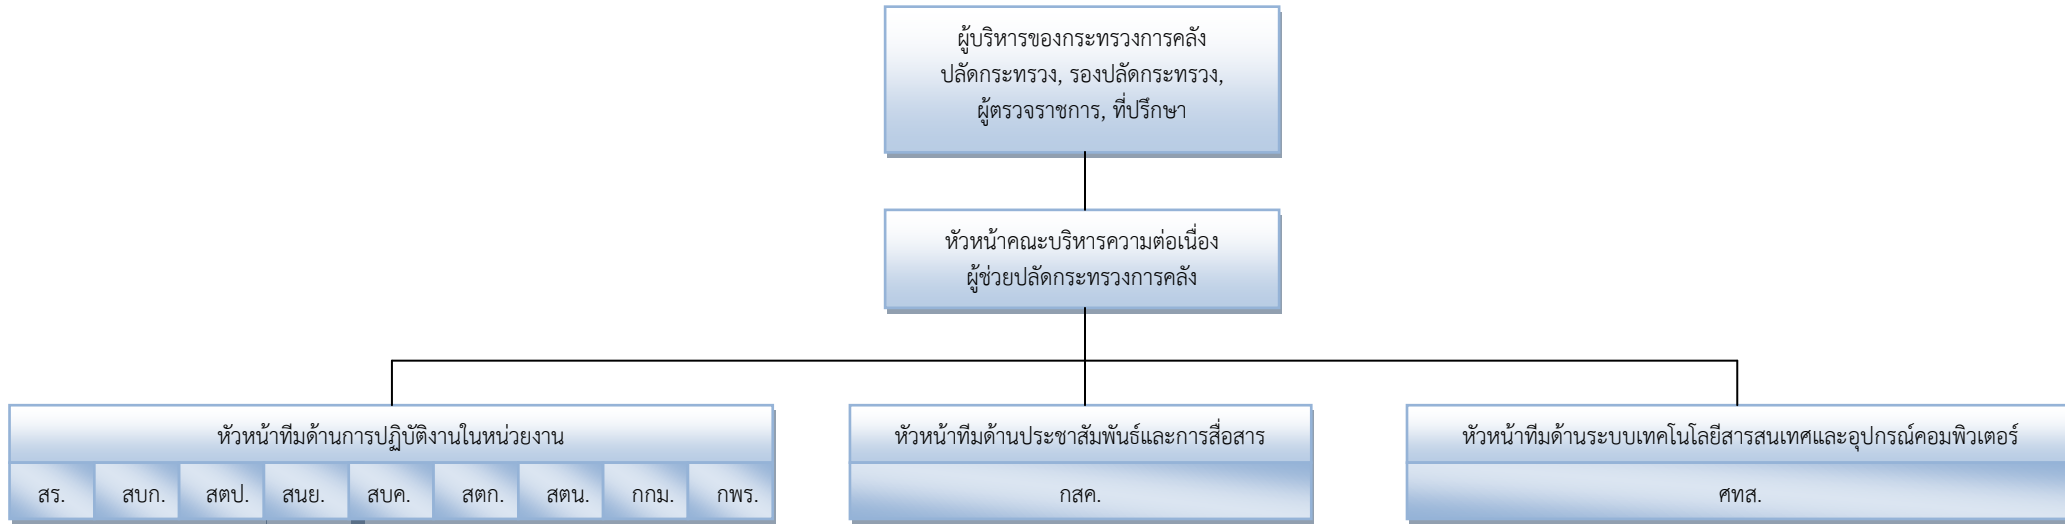 ผู้บริหารของกระทรวงการคลัง
ปลัดกระทรวง, รองปลัดกระทรวง,
ผู้ตรวจราชการ, ที่ปรึกษา
หัวหน้าคณะบริหารความต่อเนื่อง
ผู้ช่วยปลัดกระทรวงการคลัง
หัวหน้าทีมด้านการปฏิบัติงานในหน่วยงาน
สร. สบก. สตป. สนย. สบค. สตก. สตน. กกม. กพร.
หัวหน้าทีมด้านประชาสัมพันธ์และการสื่อสาร
กสค.
หัวหน้าทีมด้านระบบเทคโนโลยีสารสนเทศและอุปกรณ์คอมพิวเตอร์
ศทส.